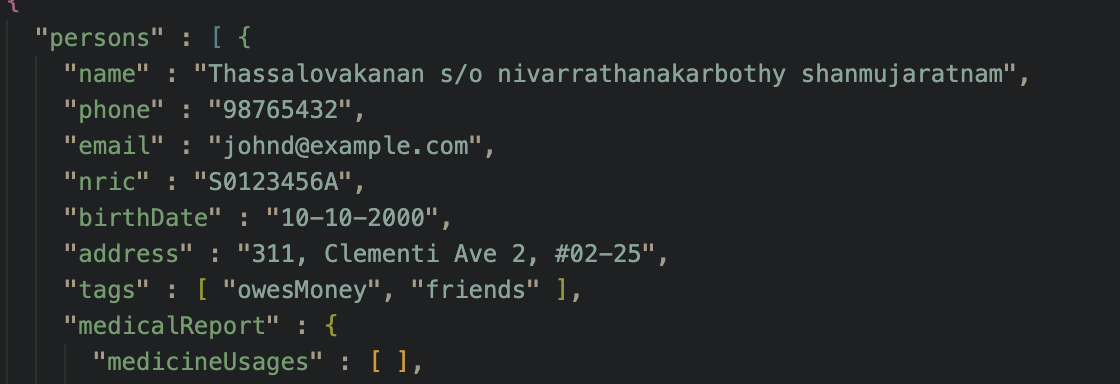 {
"persons" : [ {
"name" : "Thassalovakanan s/o nivarrathanakarbothy shanmujaratnam",
"phone" : "98765432",
"email" : "johnd@example.com",
"nric" : "S0123456A",
"birthDate" : "10-10-2000",
"address" : "311, Clementi Ave 2, #02-25",
"tags" : [ "owesMoney", "friends" ],
"medicalReport" : {
"medicineUsages" : [ ],